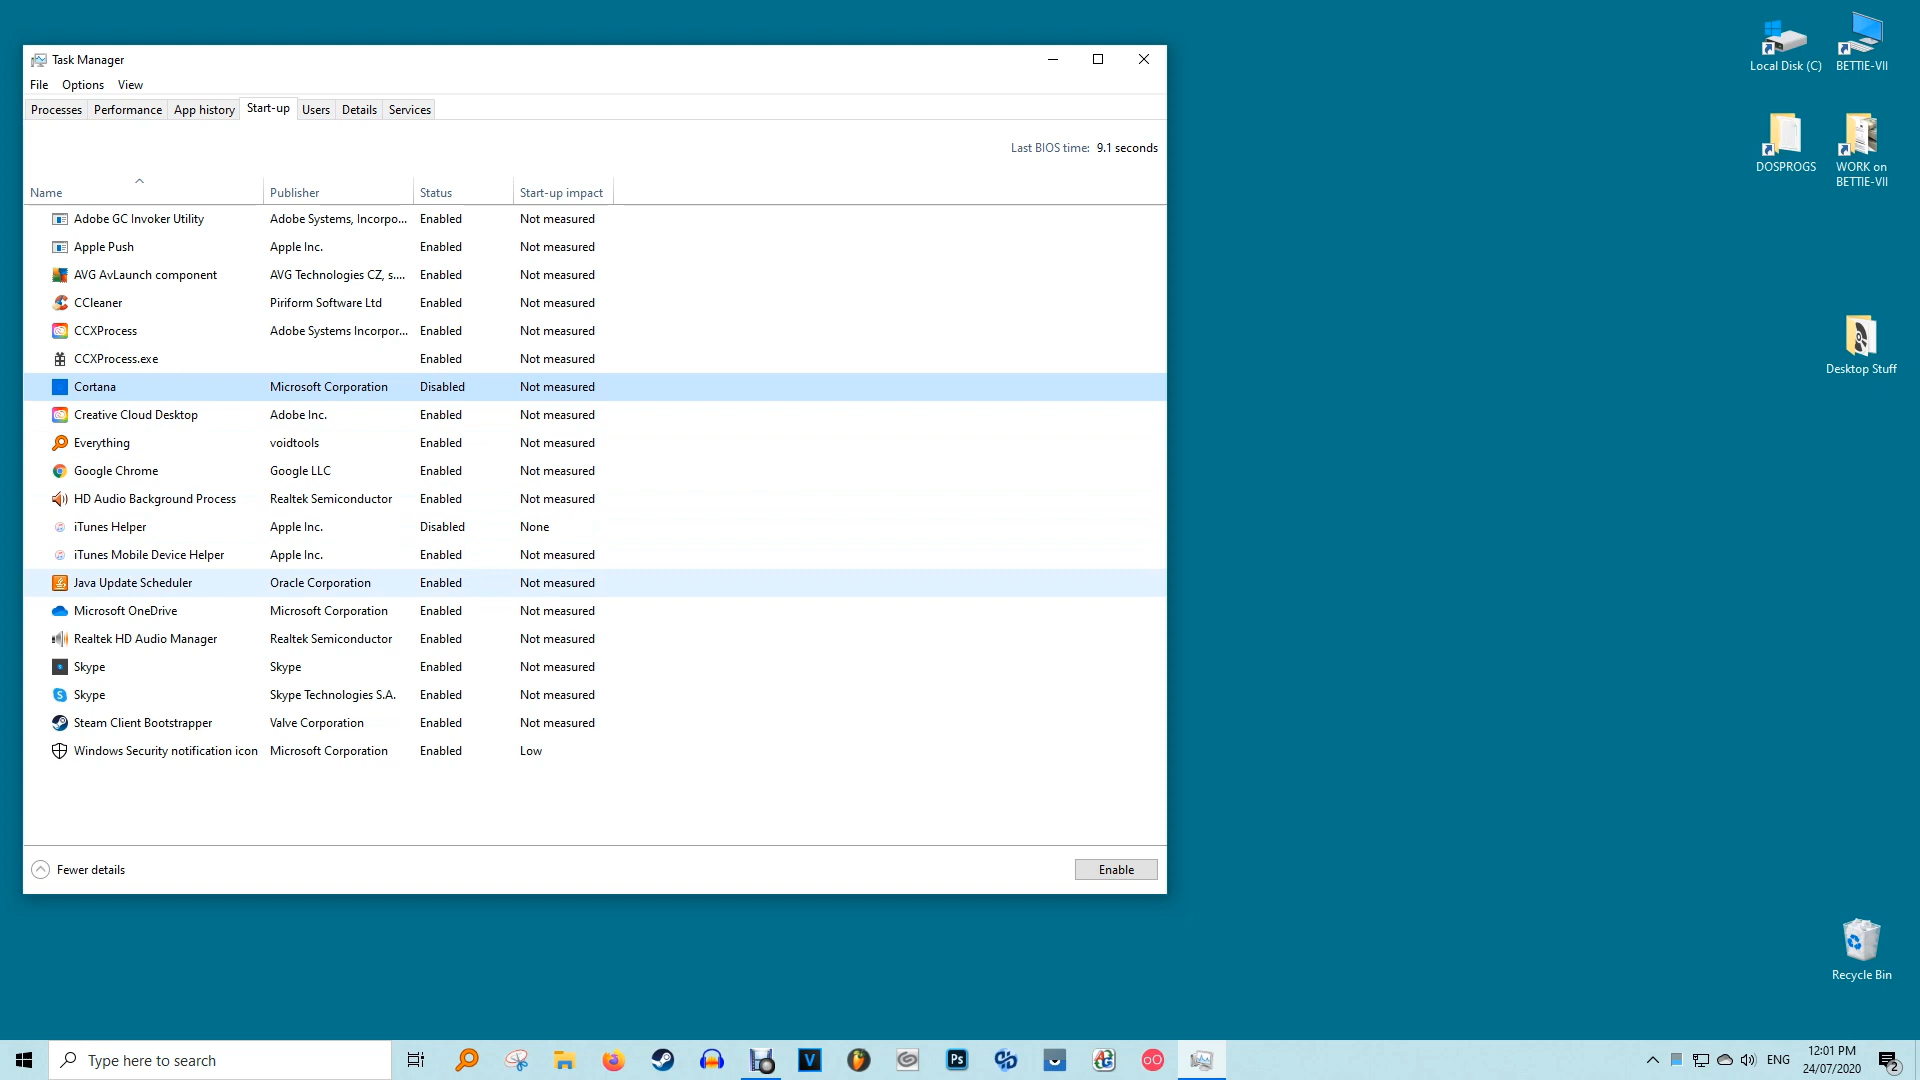 Task Manager
File Options View
Processes Performance App history Start-up Users Details Services
Last BIOS time: 9.1 seconds
Name Publisher Status Start-up impact
Adobe GC Invoker Utility Adobe Systems, Incorpo... Enabled Not measured
Apple Push Apple Inc. Enabled Not measured
AVG AvLaunch component AVG Technologies CZ, s.... Enabled Not measured
CCleaner Piriform Software Ltd Enabled Not measured
CCXProcess Adobe Systems Incorpor... Enabled Not measured
CCXProcess.exe Enabled Not measured
Cortana Microsoft Corporation Disabled Not measured
Creative Cloud Desktop Adobe Inc. Enabled Not measured
Everything voidtools Enabled Not measured
Google Chrome Google LLC Enabled Not measured
HD Audio Background Process Realtek Semiconductor Enabled Not measured
iTunes Helper Apple Inc. Disabled None
iTunes Mobile Device Helper Apple Inc. Enabled Not measured
Java Update Scheduler Oracle Corporation Enabled Not measured
Microsoft OneDrive Microsoft Corporation Enabled Not measured
Realtek HD Audio Manager Realtek Semiconductor Enabled Not measured
Skype Skype Enabled Not measured
Skype Skype Technologies S.A. Enabled Not measured
Steam Client Bootstrapper Valve Corporation Enabled Not measured
Windows Security notification icon Microsoft Corporation Enabled Low
Fewer details Enable
Local Disk (C) BETTIE-VII
DOSPROGS WORK on
BETTIE-VII
Desktop Stuff
Recycle Bin
Type here to search
V
Ps
ENG
12:01 PM
24/07/2020
2